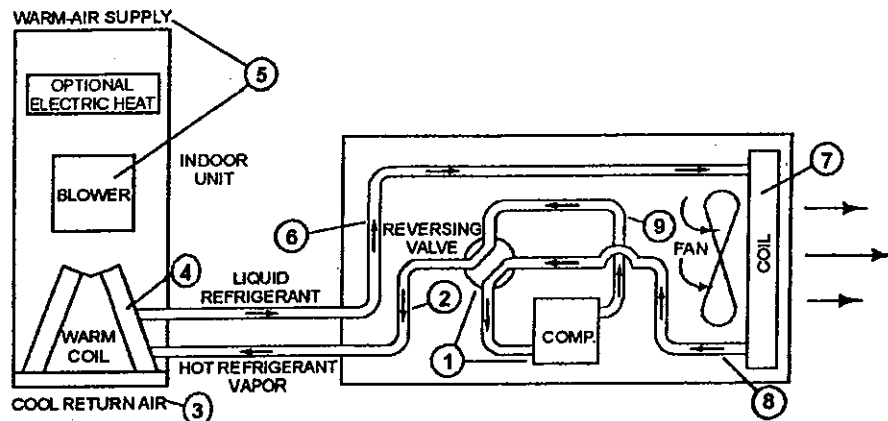 WARM-AIR SUPPLY
5
OPTIONAL
ELECTRIC HEAT
INDOOR
UNIT
BLOWER
7
6
REVERSING
VALVE
9
FAN
COIL
4
LIQUID
REFRIGERANT
2
WARM
COIL
1
COMP.
HOT REFRIGERANT
VAPOR
COOL RETURN AIR
3
8